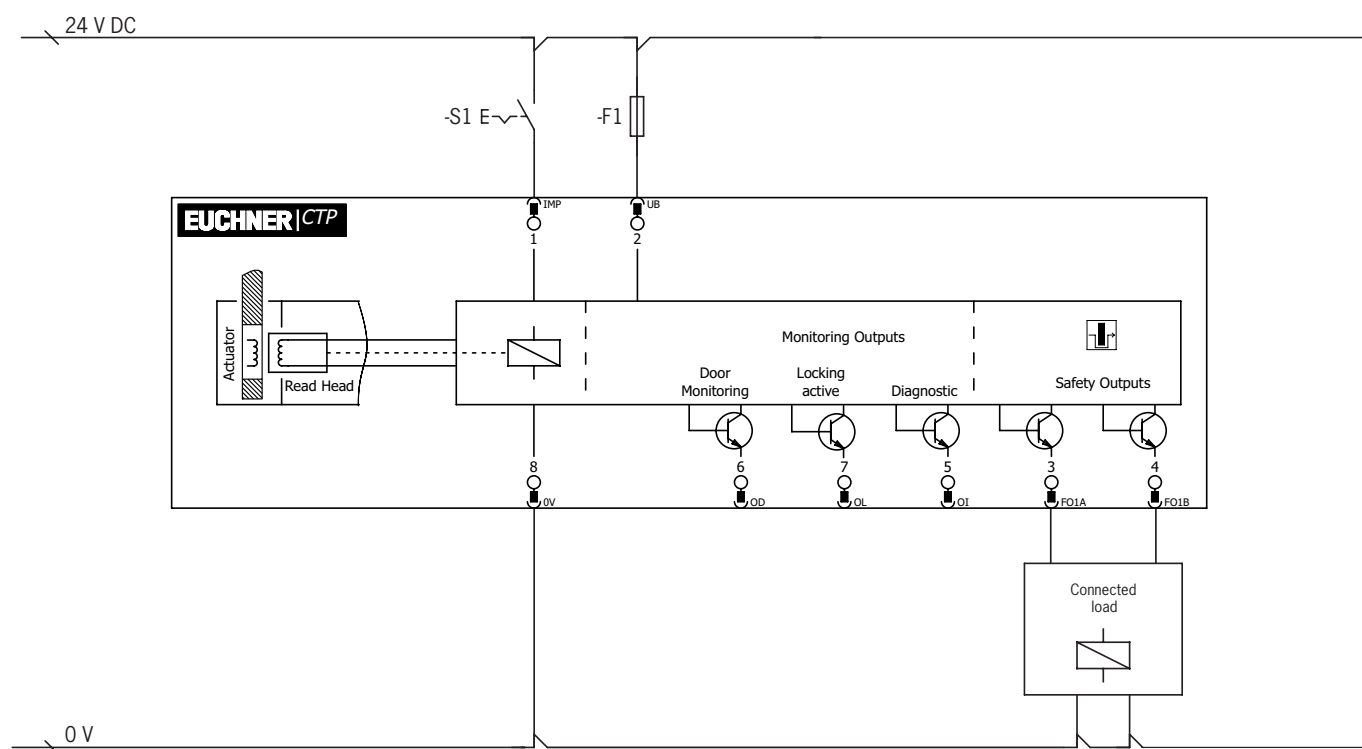 24 V DC
-S1 E
-F1
IMP
UB
EUCHNER|CTP
1
2
Actuator
Read Head
Monitoring Outputs
Door
Monitoring
Locking
active
Diagnostic
Safety Outputs
8
6
7
5
3
4
0V
OD
OL
OI
FO1A
FO1B
Connected
load
0 V